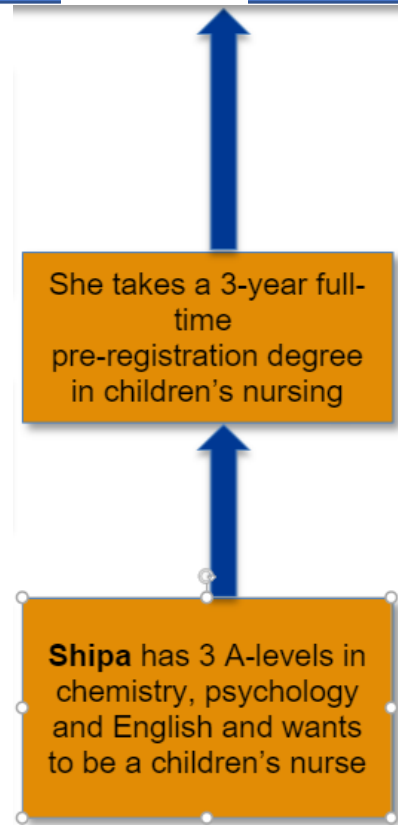 She takes a 3-year full-
time
pre-registration degree
in children’s nursing
Shipa has 3 A-levels in
chemistry, psychology
and English and wants
to be a children’s nurse